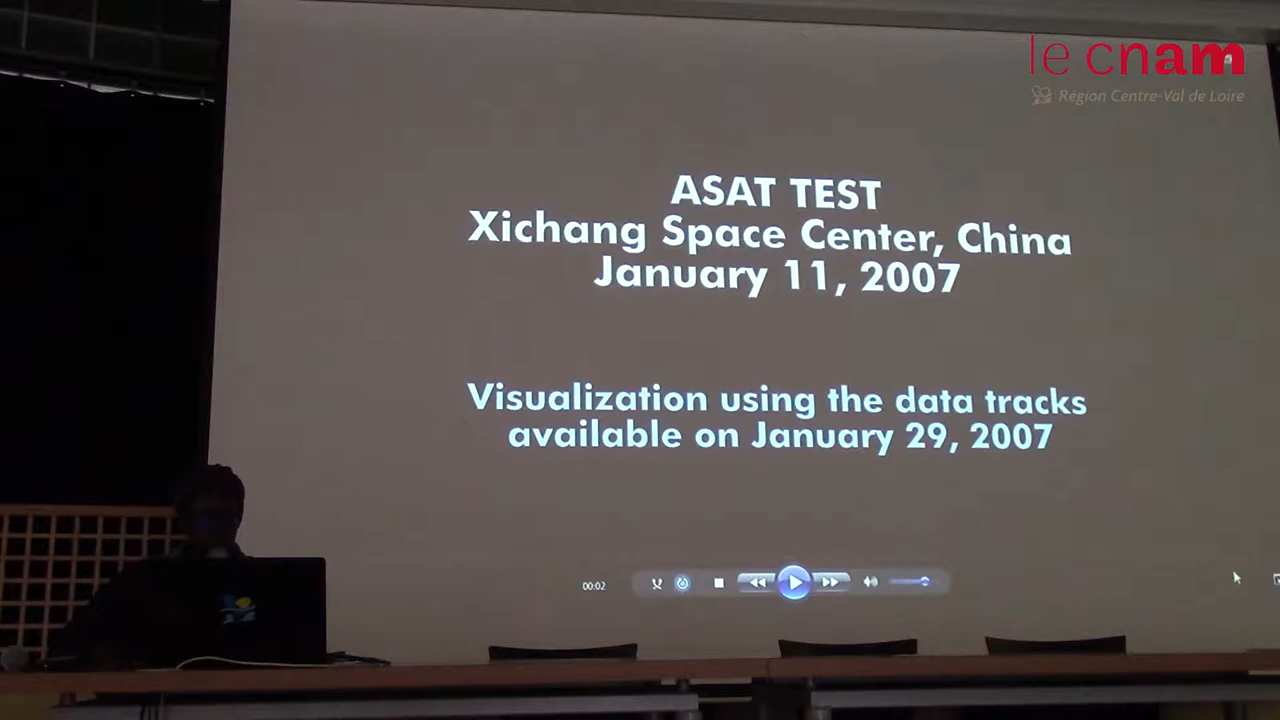 le cnam
Région Centre-Val de Loire
ASAT TEST
Xichang Space Center, China
January 11, 2007
Visualization using the data tracks
available on January 29, 2007
00:02